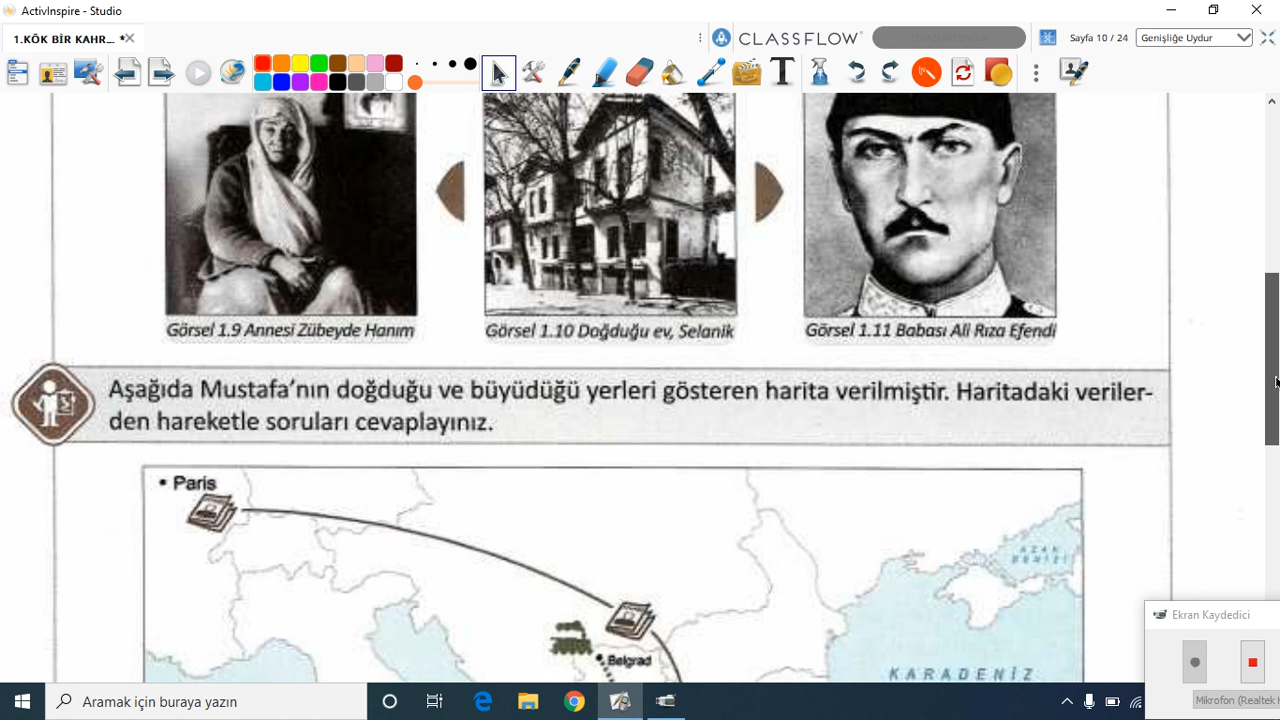 ActivInspire - Studio
1.KÖK BİR KAHR... *
CLASSFLOW
Sayfa 10 / 24
Genişliğe Uydur
Görsel 1.9 Annesi Zübeyde Hanım
Görsel 1.10 Doğduğu ev, Selanik
Görsel 1.11 Babası Ali Rıza Efendi
Aşağıda Mustafa'nın doğduğu ve büyüdüğü yerleri gösteren harita verilmiştir. Haritadaki veriler-
den hareketle soruları cevaplayınız.
• Paris
AZAK
DENİZİ
Belgrad
KARADENİZ
Ekran Kaydedici
Mikrofon (Realtek
Aramak için buraya yazın